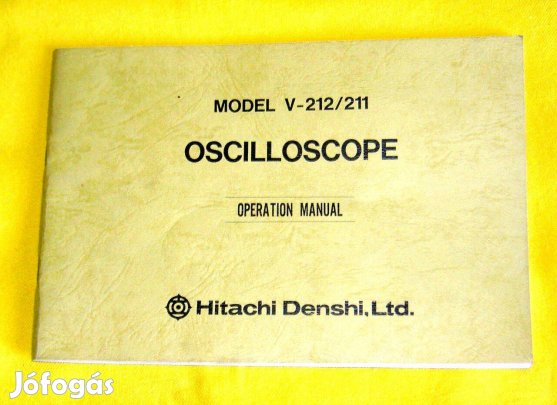 MODEL V-212/211
OSCILLOSCOPE
OPERATION MANUAL
Hitachi Denshi, Ltd.
Jófogás